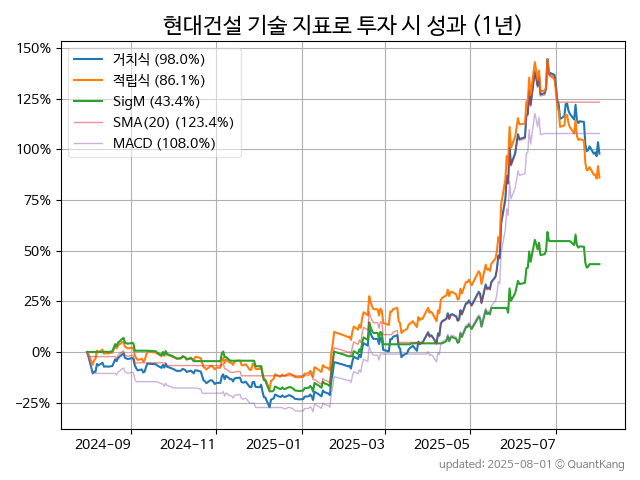 현대건설 기술 지표로 투자 시 성과 (1년)
150%
125%
100%
75%
50%
25%
0%
−25%
거치식 (98.0%)
적립식 (86.1%)
SigM (43.4%)
SMA(20) (123.4%)
MACD (108.0%)
2024-09 2024-11 2025-01 2025-03 2025-05 2025-07
updated: 2025-08-01 © QuantKang